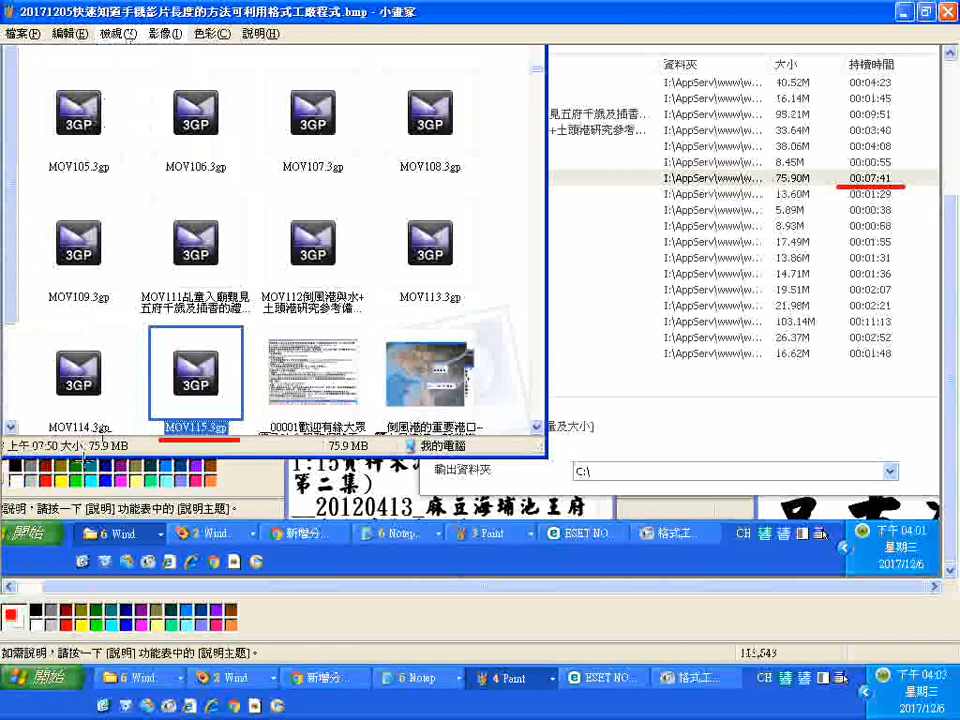 20171205快速知道手機影片長度的方法可利用格式工廠程式.bmp - 小畫家
檔案(F) 編輯(E) 檢視(V) 影像(I) 色彩(C) 說明(H)
資料夾 大小 持續時間
I:\AppServ\www\w... 40.52M 00:04:23
I:\AppServ\www\w... 16.14M 00:01:45
見五府千歲及插香... I:\AppServ\www\w... 93.21M 00:09:51
+土頭港研究參考... I:\AppServ\www\w... 33.64M 00:03:40
I:\AppServ\www\w... 38.06M 00:04:08
I:\AppServ\www\w... 8.45M 00:00:55
I:\AppServ\www\w... 75.90M 00:07:41
I:\AppServ\www\w... 13.60M 00:01:29
I:\AppServ\www\w... 5.89M 00:00:38
I:\AppServ\www\w... 8.93M 00:00:58
I:\AppServ\www\w... 17.49M 00:01:55
I:\AppServ\www\w... 13.86M 00:01:31
I:\AppServ\www\w... 14.71M 00:01:36
I:\AppServ\www\w... 19.51M 00:02:07
I:\AppServ\www\w... 21.98M 00:02:21
I:\AppServ\www\w... 103.14M 00:11:13
I:\AppServ\www\w... 26.37M 00:02:52
I:\AppServ\www\w... 16.62M 00:01:48
3GP 3GP 3GP 3GP
MOV105.3gp MOV106.3gp MOV107.3gp MOV108.3gp
3GP 3GP 3GP 3GP
MOV109.3gp MOV111乩童入廟觀見 MOV112倒風港與水+ MOV113.3gp
五府千歲及插香的禮... 土頭港研究參考備...
3GP 3GP
MOV114.3gp MOV115.3gp 00001歡迎有緣大眾 倒風港的重要港口-
量及大小]
上午 07:50 大小: 75.9 MB 75.9 MB 我的電腦
輸出資料夾 C:\
第二集)
_20120413_麻豆海埔池王府
說明，請按一下 [說明] 功能表中的 [說明主題]。
開始 6 Wind 2 Wind 新增分... 6 Notep... 3 Paint ESET NO... 格式工... CH 下午 04:01
星期三
2017/12/6
如需說明，請按一下 [說明] 功能表中的 [說明主題]。
開始 6 Wind 2 Wind 新增分... 6 Notep 4 Paint ESET NO... 格式工... CH 下午 04:03
星期三
2017/12/6